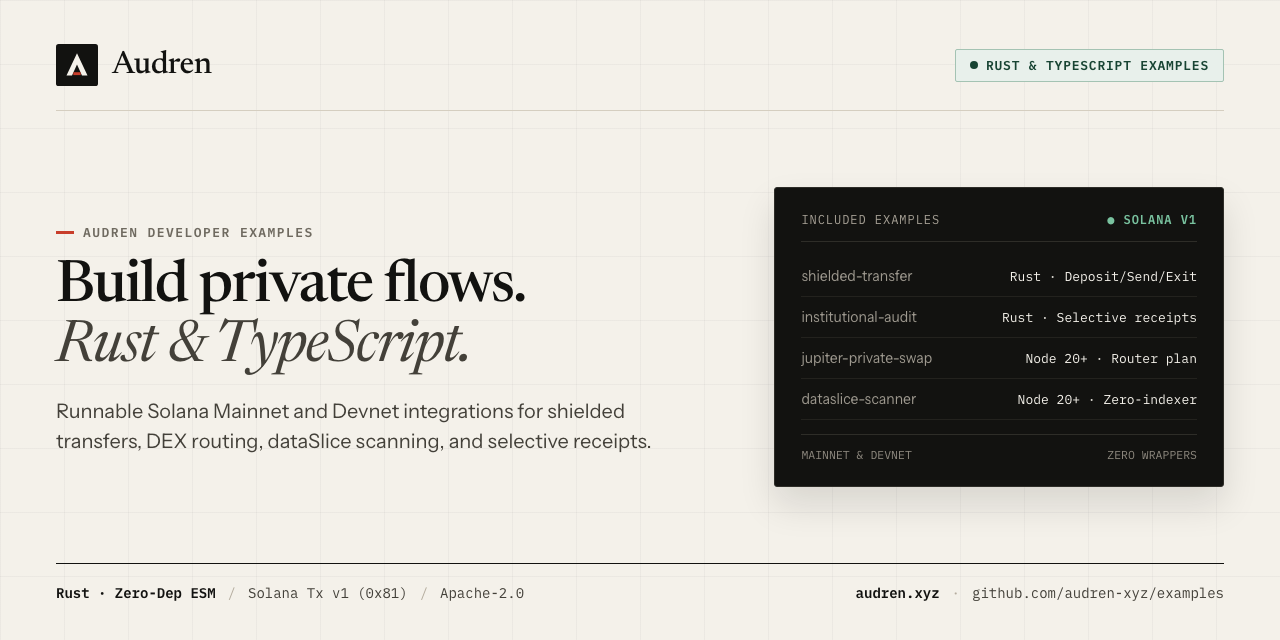 Audren
RUST & TYPESCRIPT EXAMPLES
AUDREN DEVELOPER EXAMPLES
Build private flows.
Rust & TypeScript.
Runnable Solana Mainnet and Devnet integrations for shielded
transfers, DEX routing, dataSlice scanning, and selective receipts.
INCLUDED EXAMPLES ● SOLANA V1
shielded-transfer Rust · Deposit/Send/Exit
institutional-audit Rust · Selective receipts
jupiter-private-swap Node 20+ · Router plan
dataslice-scanner Node 20+ · Zero-indexer
MAINNET & DEVNET ZERO WRAPPERS
Rust · Zero-Dep ESM / Solana Tx v1 (0x81) / Apache-2.0
audren.xyz · github.com/audren-xyz/examples